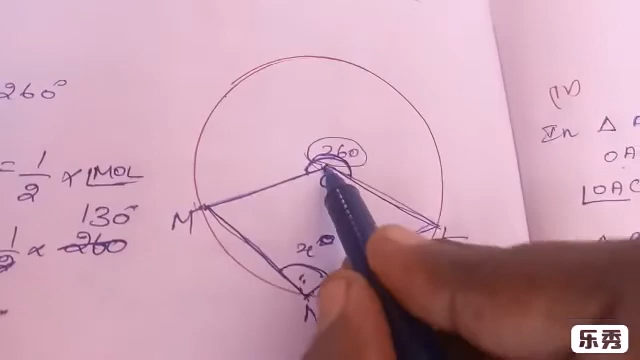 260°
= 1/2 × ∠MOL
130°
1/2 × 260
260
M
x°
L
(iv)
In △
OA
∠OAC
乐秀